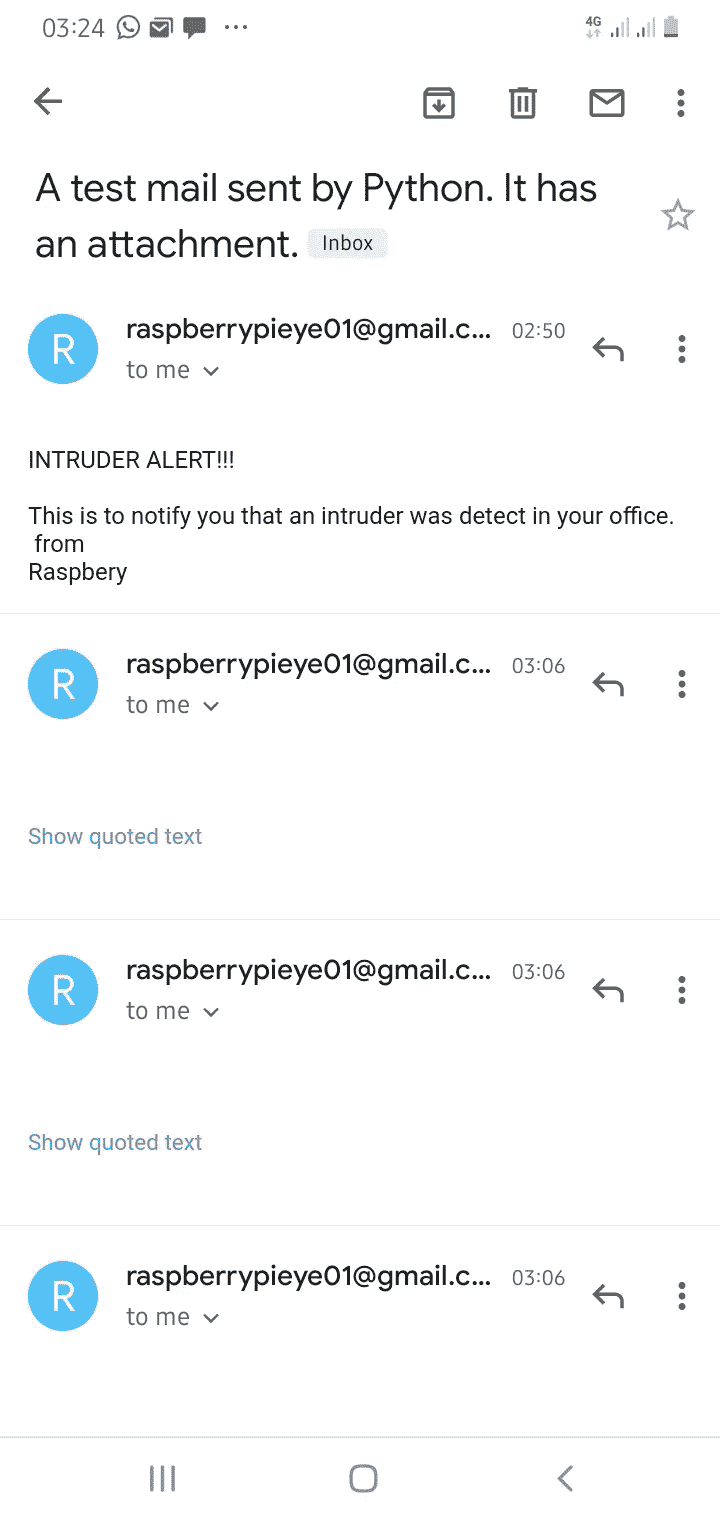 03:24
4G
A test mail sent by Python. It has
an attachment. Inbox
R raspberrypieye01@gmail.c... 02:50
to me
INTRUDER ALERT!!!
This is to notify you that an intruder was detect in your office.
from
Raspbery
R raspberrypieye01@gmail.c... 03:06
to me
Show quoted text
R raspberrypieye01@gmail.c... 03:06
to me
Show quoted text
R raspberrypieye01@gmail.c... 03:06
to me